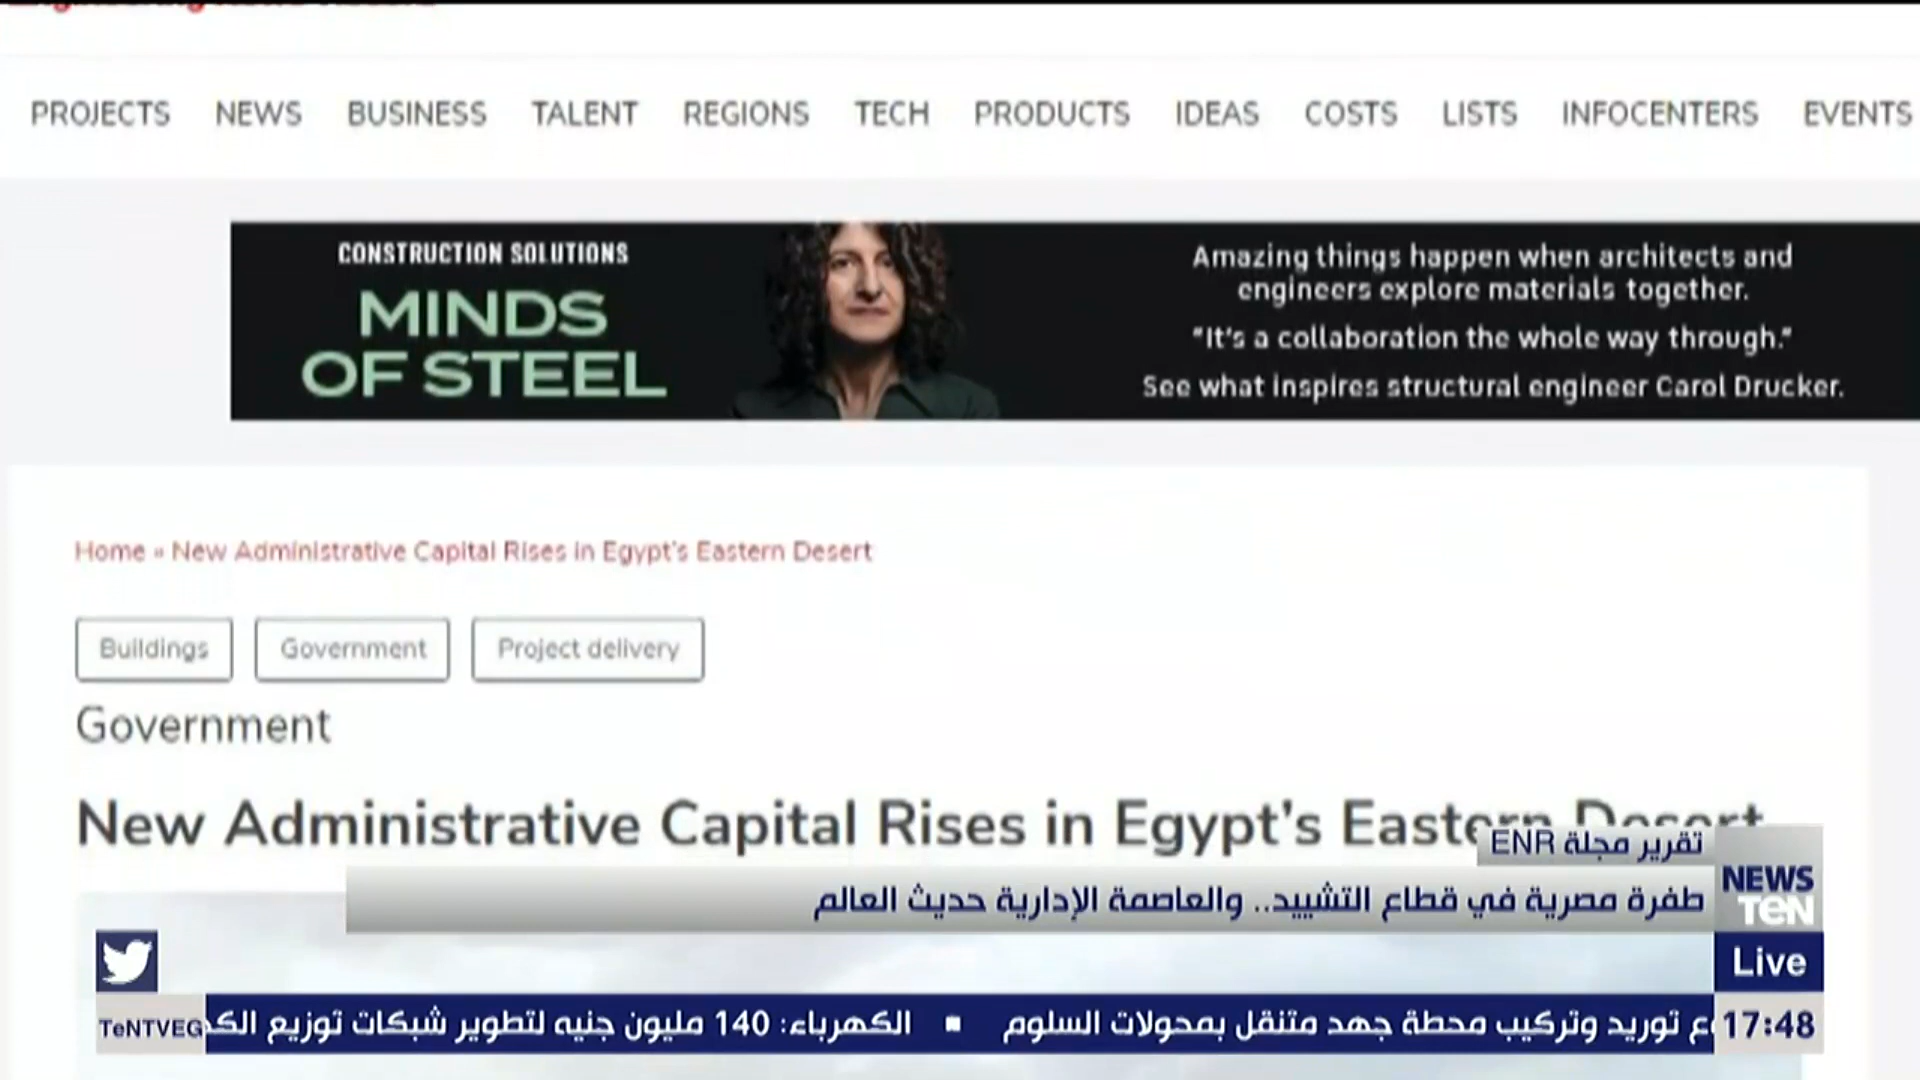 PROJECTS NEWS BUSINESS TALENT REGIONS TECH PRODUCTS IDEAS COSTS LISTS INFOCENTERS EVENTS
CONSTRUCTION SOLUTIONS
MINDS
OF STEEL
Amazing things happen when architects and
engineers explore materials together.
"It's a collaboration the whole way through."
See what inspires structural engineer Carol Drucker.
Home » New Administrative Capital Rises in Egypt's Eastern Desert
Buildings Government Project delivery
Government
New Administrative Capital Rises in Egypt's Eastern Desert
تقرير مجلة ENR
طفرة مصرية في قطاع التشييد.. والعاصمة الإدارية حديث العالم
NEWS
TeN
Live
توريد وتركيب محطة جهد متنقل بمحولات السلوم ■ الكهرباء: 140 مليون جنيه لتطوير شبكات توزيع
TeNTVEG
17:48